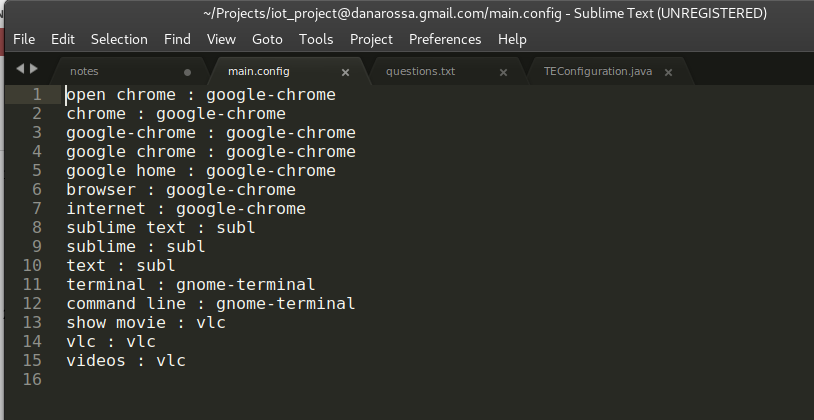 ~/Projects/iot_project@danarossa.gmail.com/main.config - Sublime Text (UNREGISTERED)
File Edit Selection Find View Goto Tools Project Preferences Help
notes main.config questions.txt TEConfiguration.java
1 open chrome : google-chrome
2 chrome : google-chrome
3 google-chrome : google-chrome
4 google chrome : google-chrome
5 google home : google-chrome
6 browser : google-chrome
7 internet : google-chrome
8 sublime text : subl
9 sublime : subl
10 text : subl
11 terminal : gnome-terminal
12 command line : gnome-terminal
13 show movie : vlc
14 vlc : vlc
15 videos : vlc
16